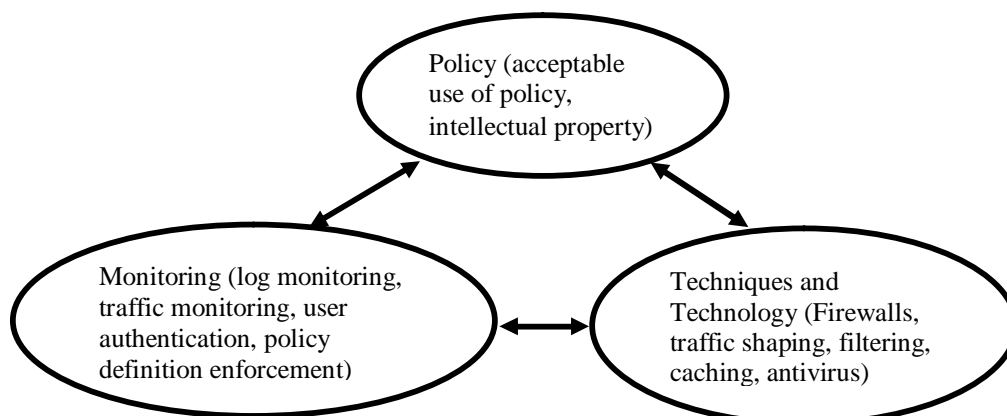 Policy (acceptable
use of policy,
intellectual property)
Monitoring (log monitoring,
traffic monitoring, user
authentication, policy
definition enforcement)
Techniques and
Technology (Firewalls,
traffic shaping, filtering,
caching, antivirus)